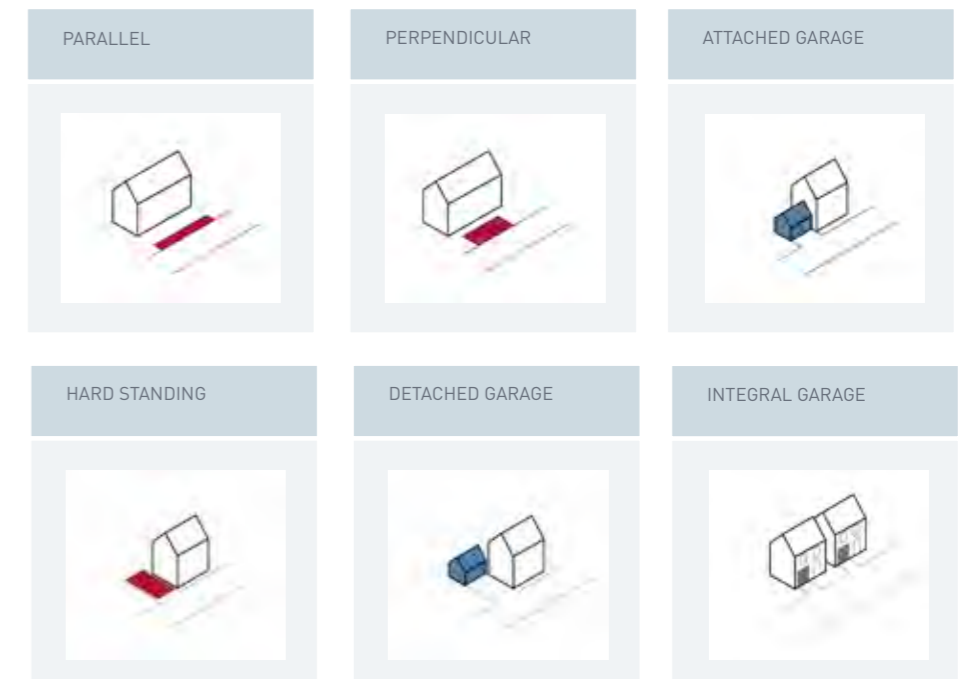 PARALLEL
PERPENDICULAR
ATTACHED GARAGE
HARD STANDING
DETACHED GARAGE
INTEGRAL GARAGE